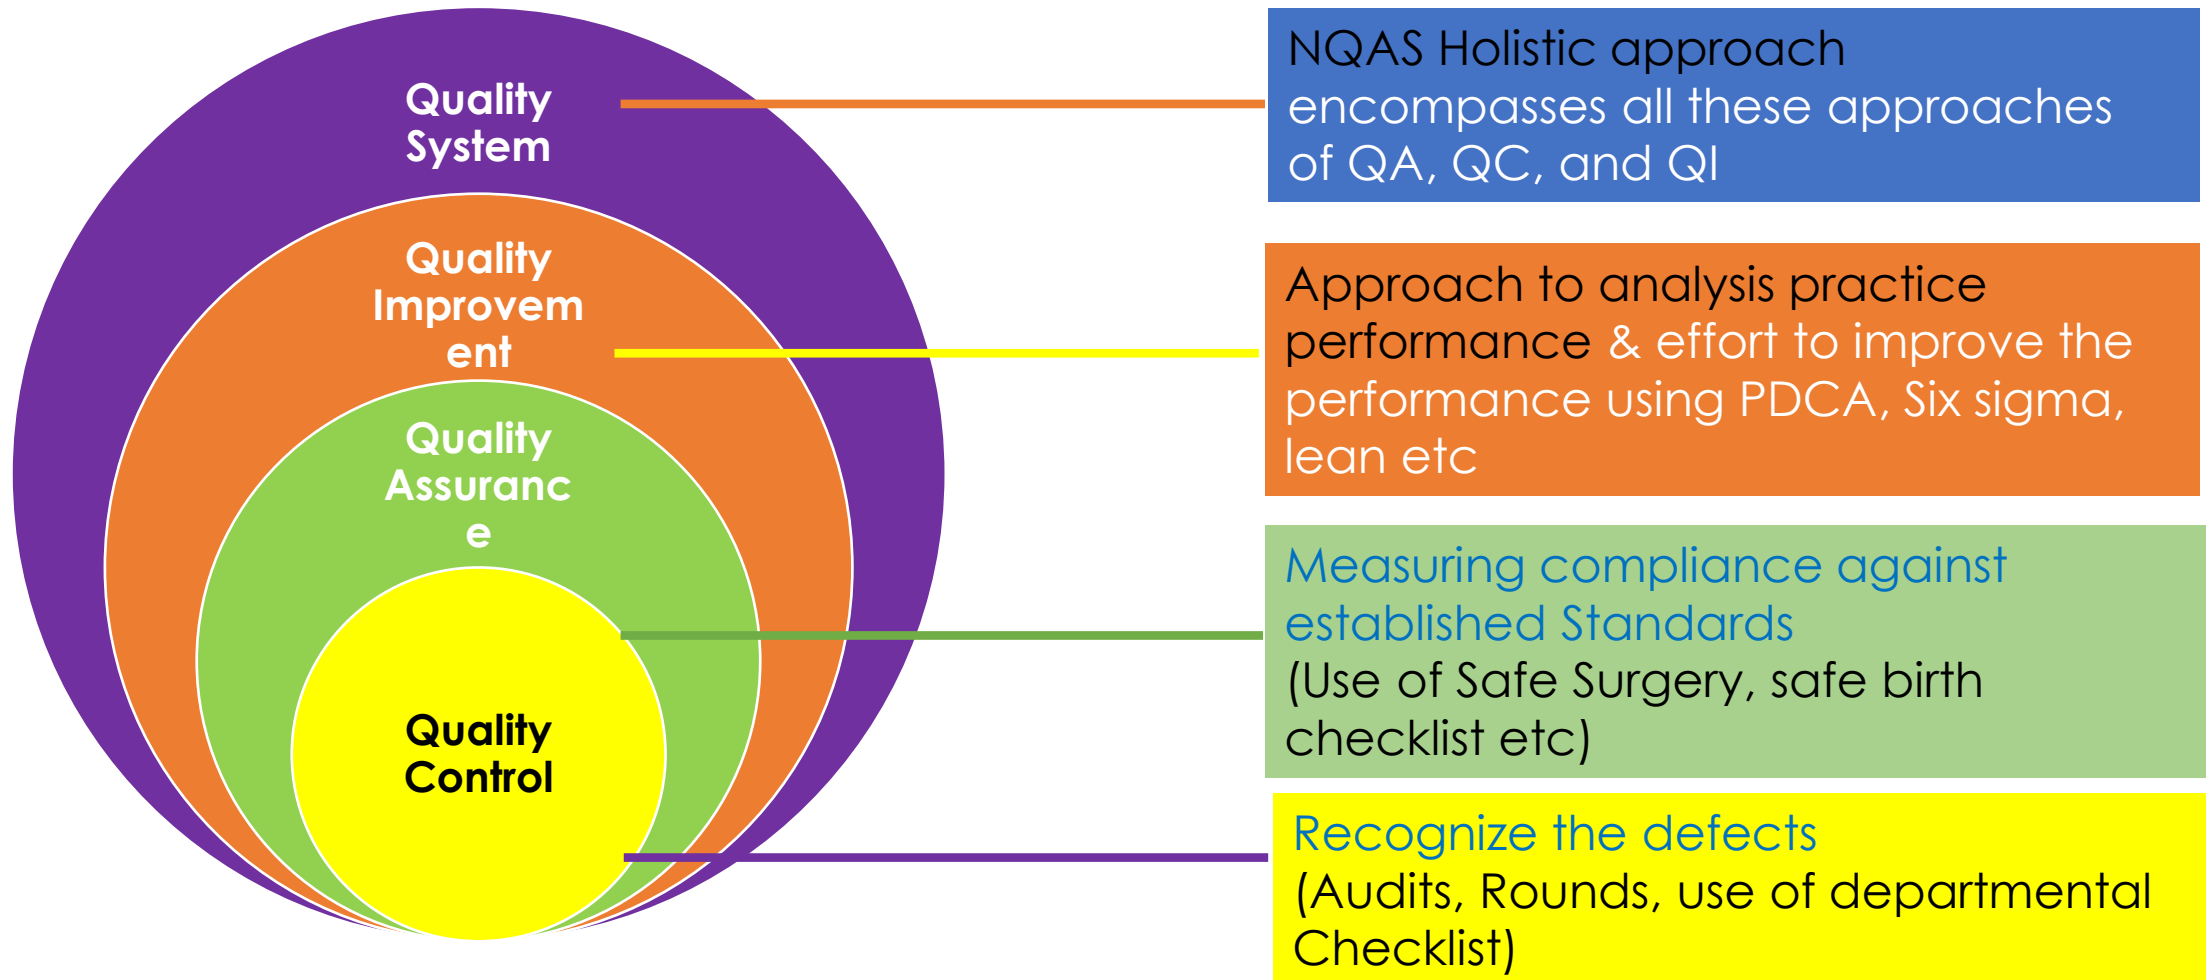 Quality
System
NQAS Holistic approach
encompasses all these approaches
of QA, QC, and QI
Quality
Improvem
ent
Approach to analysis practice
performance & effort to improve the
performance using PDCA, Six sigma,
lean etc
Quality
Assuranc
e
Measuring compliance against
established Standards
(Use of Safe Surgery, safe birth
checklist etc)
Quality
Control
Recognize the defects
(Audits, Rounds, use of departmental
Checklist)